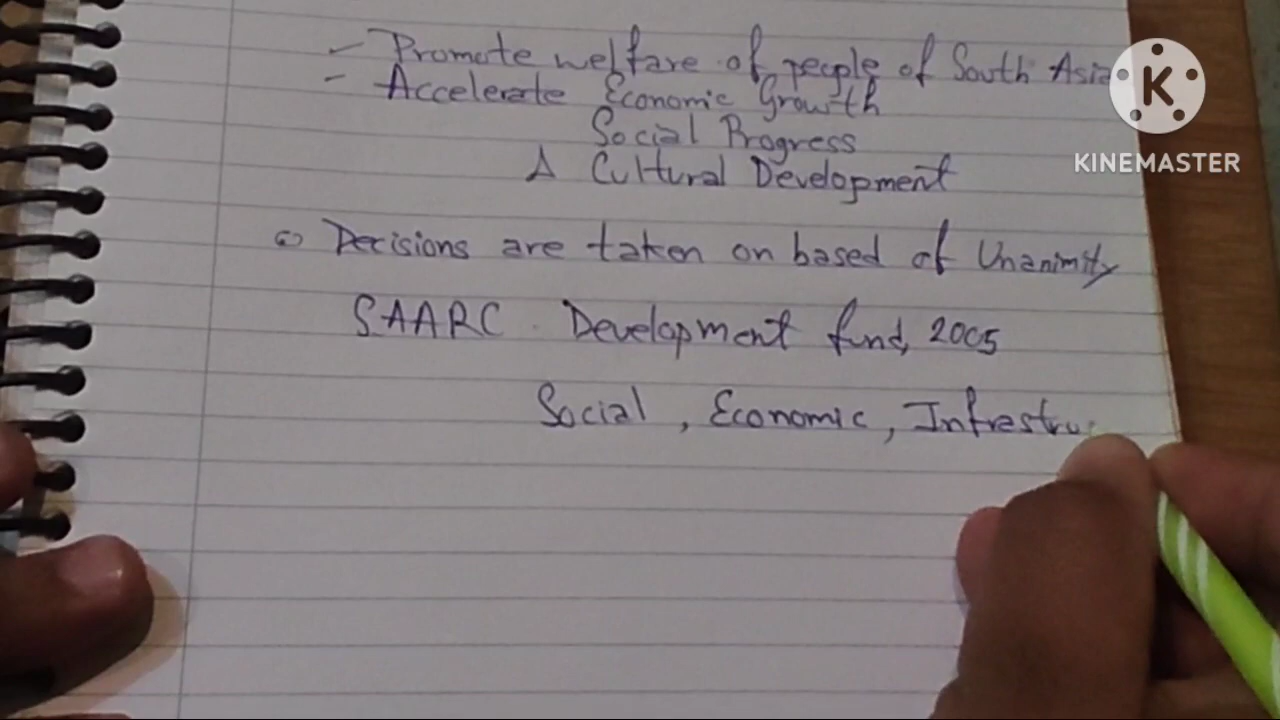 - Promote welfare of people of South Asia
- Accelerate Economic Growth
Social Progress
& Cultural Development
Decisions are taken on based of Unanimity
SAARC Development fund, 2005
Social, Economic, Infrestru
K
KINEMASTER